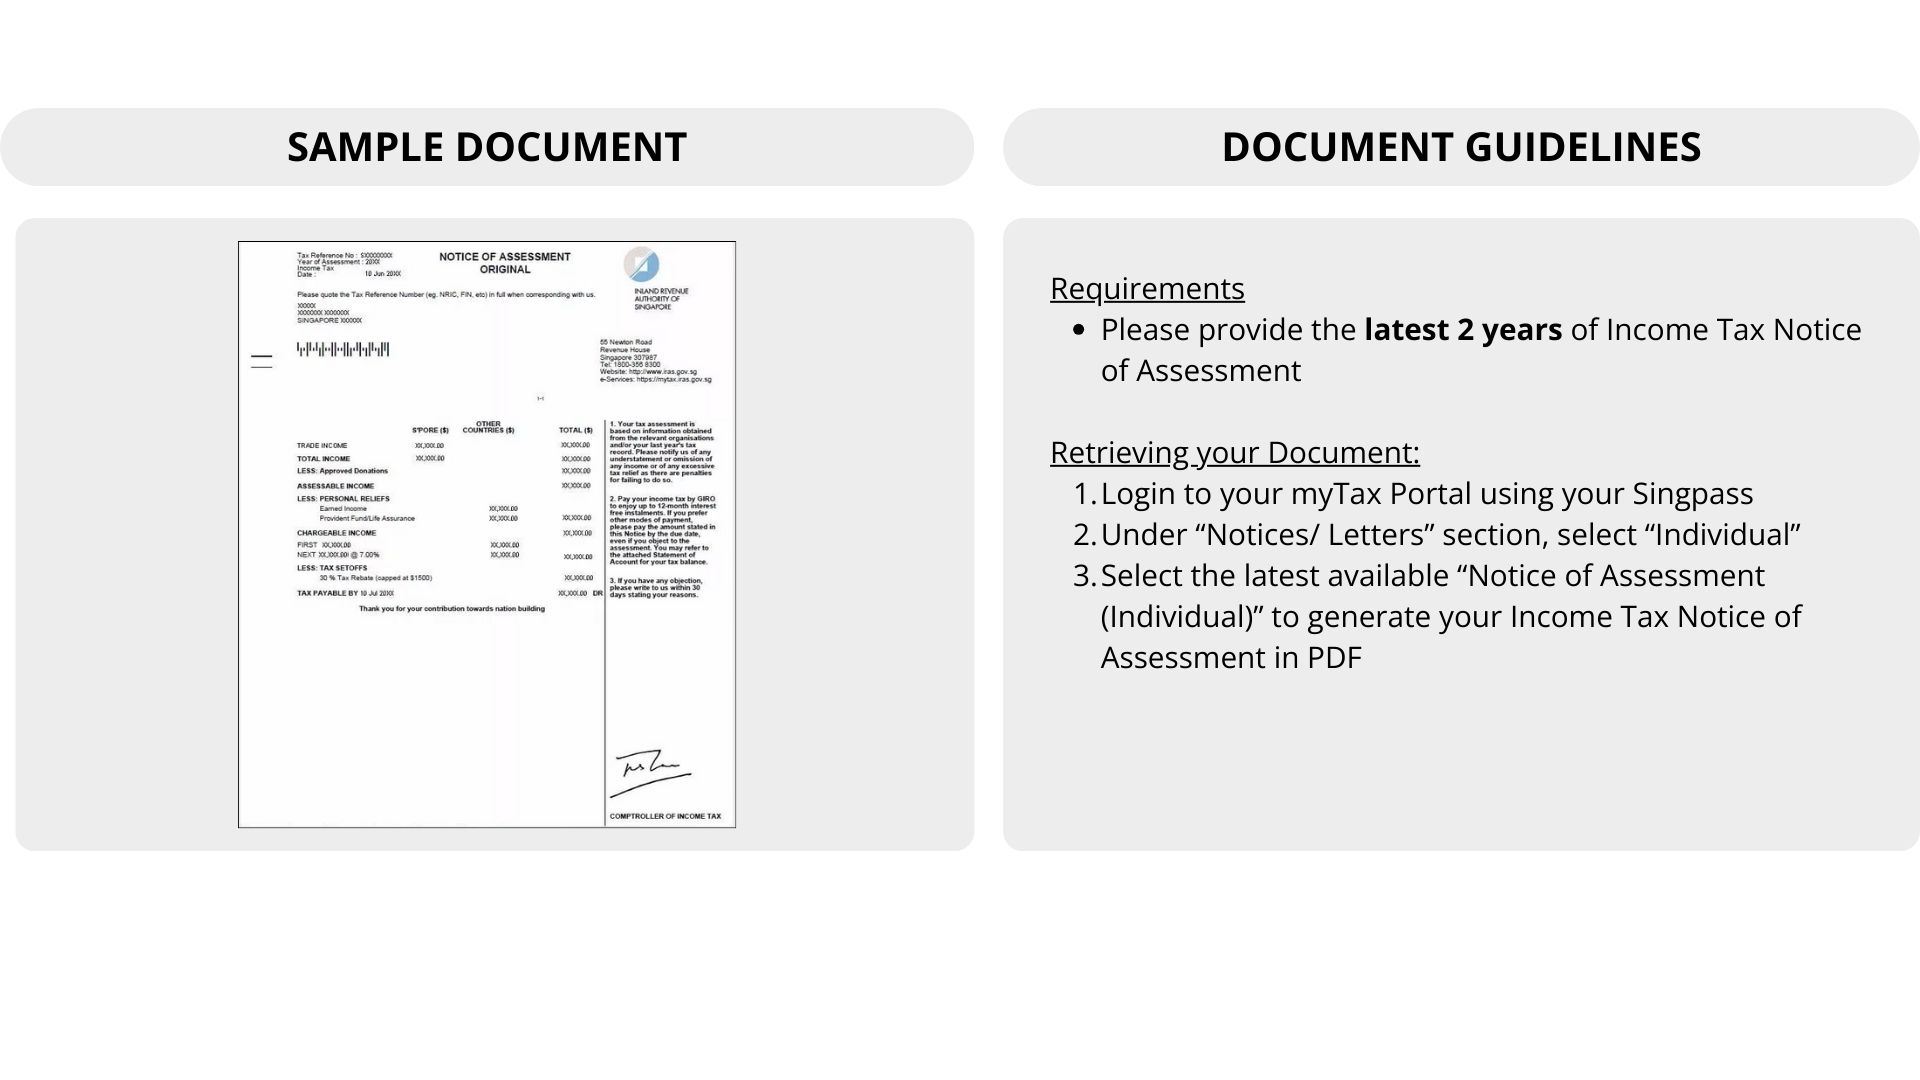 SAMPLE DOCUMENT
Tax Reference No : SXXXXXXXX
Year of Assessment : 20XX
Income Tax
Date : 10 Jun 20XX
NOTICE OF ASSESSMENT
ORIGINAL
INLAND REVENUE
AUTHORITY OF
SINGAPORE
Please quote the Tax Reference Number (eg. NRIC, FIN, etc) in full when corresponding with us.
XXXXX
XXXXXXX XXXXXXX
SINGAPORE XXXXXX
55 Newton Road
Revenue House
Singapore 307987
Tel: 1800-356 8300
Website: http://www.iras.gov.sg
e-Services: https://mytax.iras.gov.sg
S'PORE ($) OTHER COUNTRIES ($) TOTAL ($)
TRADE INCOME XX,XXX.00 XX,XXX.00
TOTAL INCOME XX,XXX.00 XX,XXX.00
LESS: Approved Donations XX,XXX.00
ASSESSABLE INCOME XX,XXX.00
LESS: PERSONAL RELIEFS
Earned Income XX,XXX.00
Provident Fund/Life Assurance XX,XXX.00 XX,XXX.00
CHARGEABLE INCOME XX,XXX.00
FIRST XX,XXX.00 XX,XXX.00
NEXT XX,XXX.00 @ 7.00% XX,XXX.00 XX,XXX.00
LESS: TAX SETOFFS
30 % Tax Rebate (capped at $1500) XX,XXX.00
TAX PAYABLE BY 10 Jul 20XX XX,XXX.00 DR
Thank you for your contribution towards nation building
1. Your tax assessment is
based on information obtained
from the relevant organisations
and/or your last year's tax
record. Please notify us of any
understatement or omission of
any income or of any excessive
tax relief as there are penalties
for failing to do so.
2. Pay your income tax by GIRO
to enjoy up to 12-month interest
free instalments. If you prefer
other modes of payment,
please pay the amount stated in
this Notice by the due date,
even if you object to the
assessment. You may refer to
the attached Statement of
Account for your tax balance.
3. If you have any objection,
please write to us within 30
days stating your reasons.
COMPTROLLER OF INCOME TAX
DOCUMENT GUIDELINES
Requirements
• Please provide the latest 2 years of Income Tax Notice
of Assessment
Retrieving your Document:
1. Login to your myTax Portal using your Singpass
2. Under “Notices/ Letters” section, select “Individual”
3. Select the latest available “Notice of Assessment
(Individual)” to generate your Income Tax Notice of
Assessment in PDF